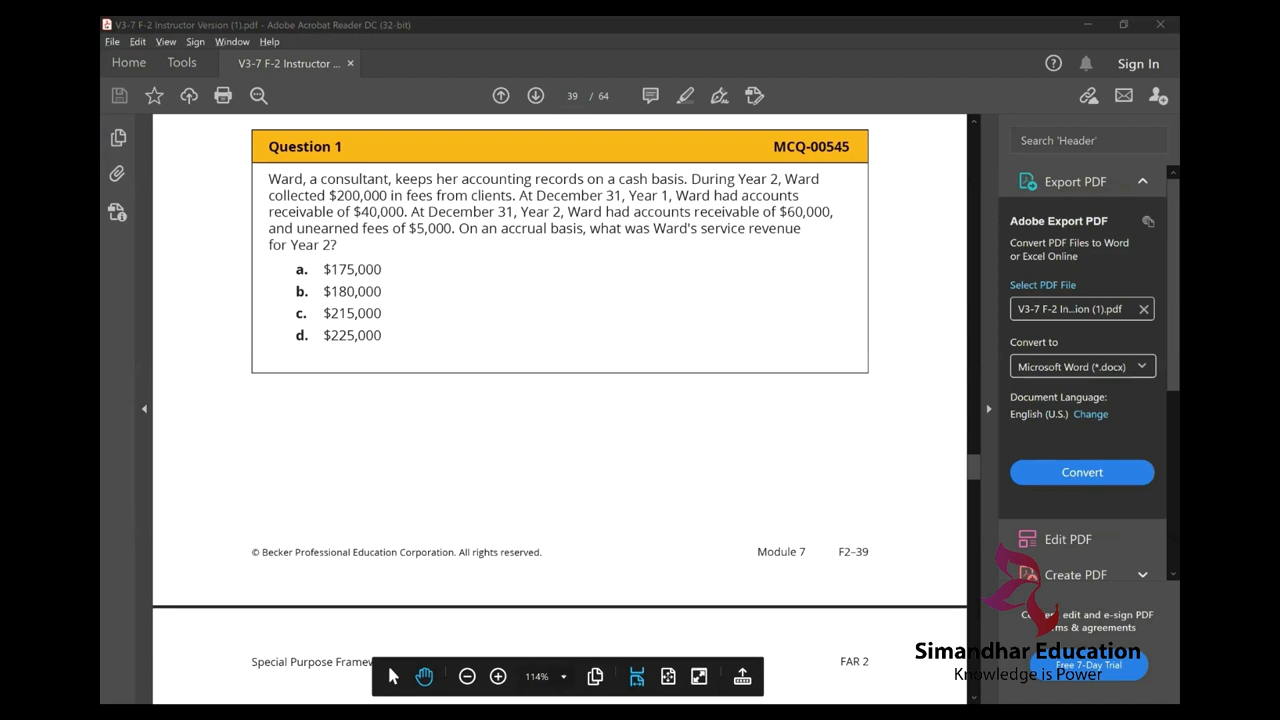 V3-7 F-2 Instructor Version (1).pdf - Adobe Acrobat Reader DC (32-bit)
File Edit View Sign Window Help
Home Tools V3-7 F-2 Instructor ... × Sign In
39 / 64
Search 'Header'
Question 1 MCQ-00545
Ward, a consultant, keeps her accounting records on a cash basis. During Year 2, Ward
collected $200,000 in fees from clients. At December 31, Year 1, Ward had accounts
receivable of $40,000. At December 31, Year 2, Ward had accounts receivable of $60,000,
and unearned fees of $5,000. On an accrual basis, what was Ward's service revenue
for Year 2?
a. $175,000
b. $180,000
c. $215,000
d. $225,000
© Becker Professional Education Corporation. All rights reserved. Module 7 F2–39
FAR 2
Special Purpose
114%
Export PDF
Adobe Export PDF
Convert PDF Files to Word
or Excel Online
Select PDF File
V3-7 F-2 In...ion (1).pdf
Convert to
Microsoft Word (*.docx)
Document Language:
English (U.S.) Change
Convert
Edit PDF
Create PDF
edit and e-sign PDF
& agreements
Free 7-Day Trial
Simandhar Education
Knowledge is Power